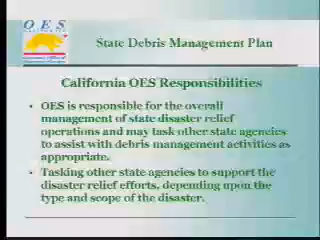 OES
State Debris Management Plan
California OES Responsibilities
• OES is responsible for the overall
management of state disaster relief
operations and may task other state agencies
to assist with debris management activities as
appropriate.
• Tasking other state agencies to support the
disaster relief efforts, depending upon the
type and scope of the disaster.